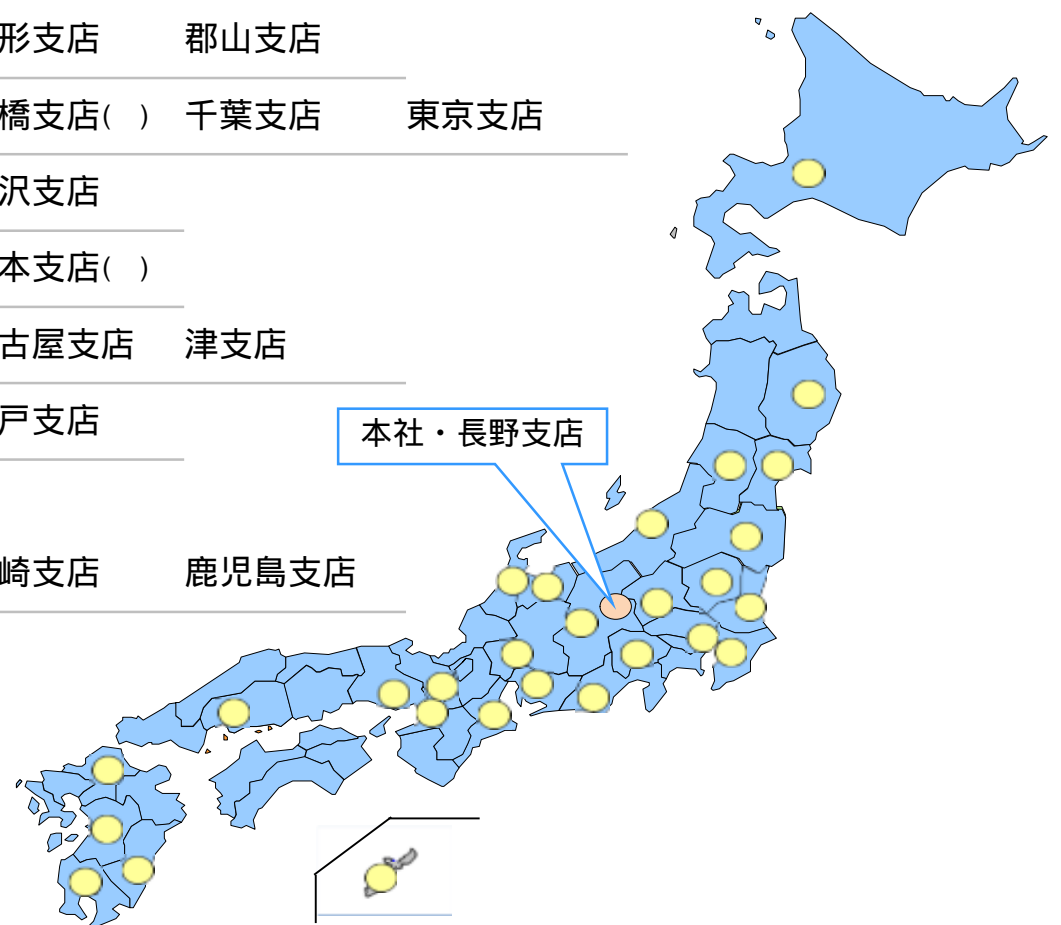 形支店 郡山支店
橋支店( ) 千葉支店 東京支店
沢支店
本支店( )
古屋支店 津支店
戸支店
本社・長野支店
崎支店 鹿児島支店